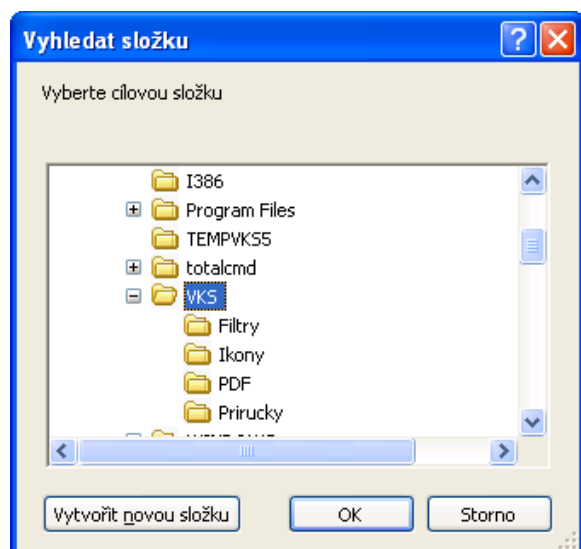 Vyhledat složku
Vyberte cílovou složku
I386
Program Files
TEMPVKS5
totalcmd
VKS
Filtry
Ikony
PDF
Prirucky
Vytvořit novou složku
OK
Storno